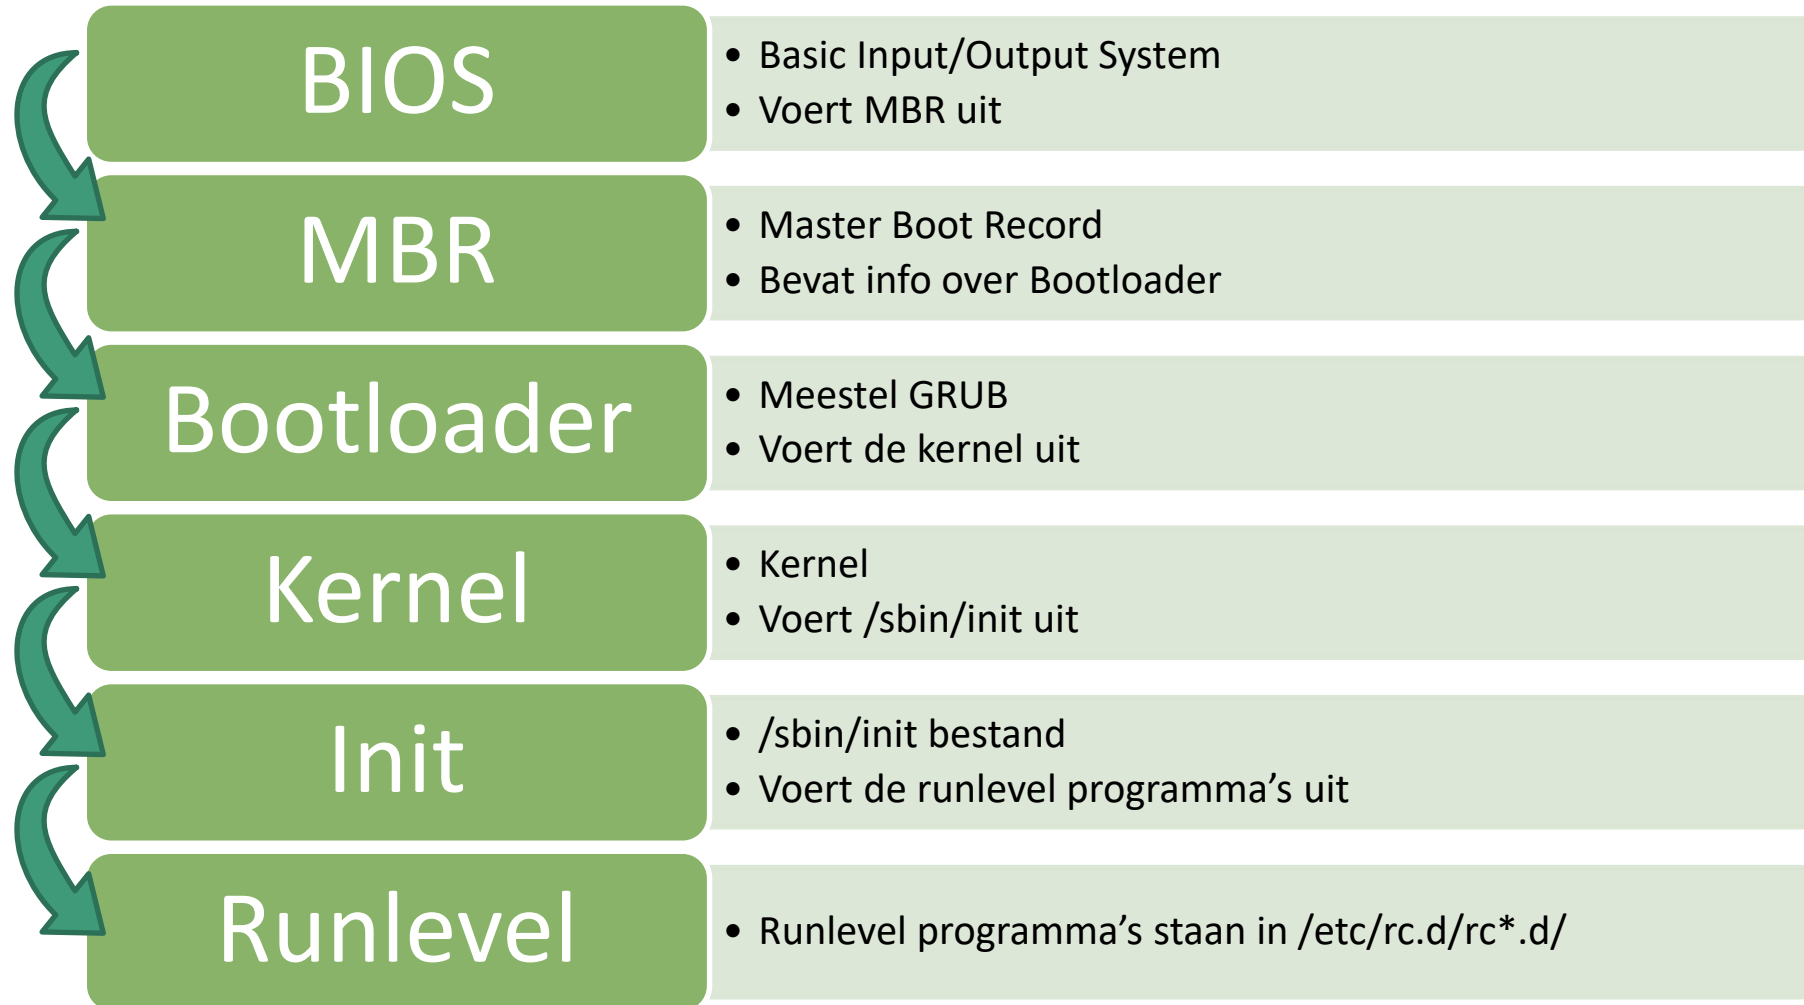 BIOS
• Basic Input/Output System
• Voert MBR uit
MBR
• Master Boot Record
• Bevat info over Bootloader
Bootloader
• Meestel GRUB
• Voert de kernel uit
Kernel
• Kernel
• Voert /sbin/init uit
Init
• /sbin/init bestand
• Voert de runlevel programma’s uit
Runlevel
• Runlevel programma’s staan in /etc/rc.d/rc*.d/